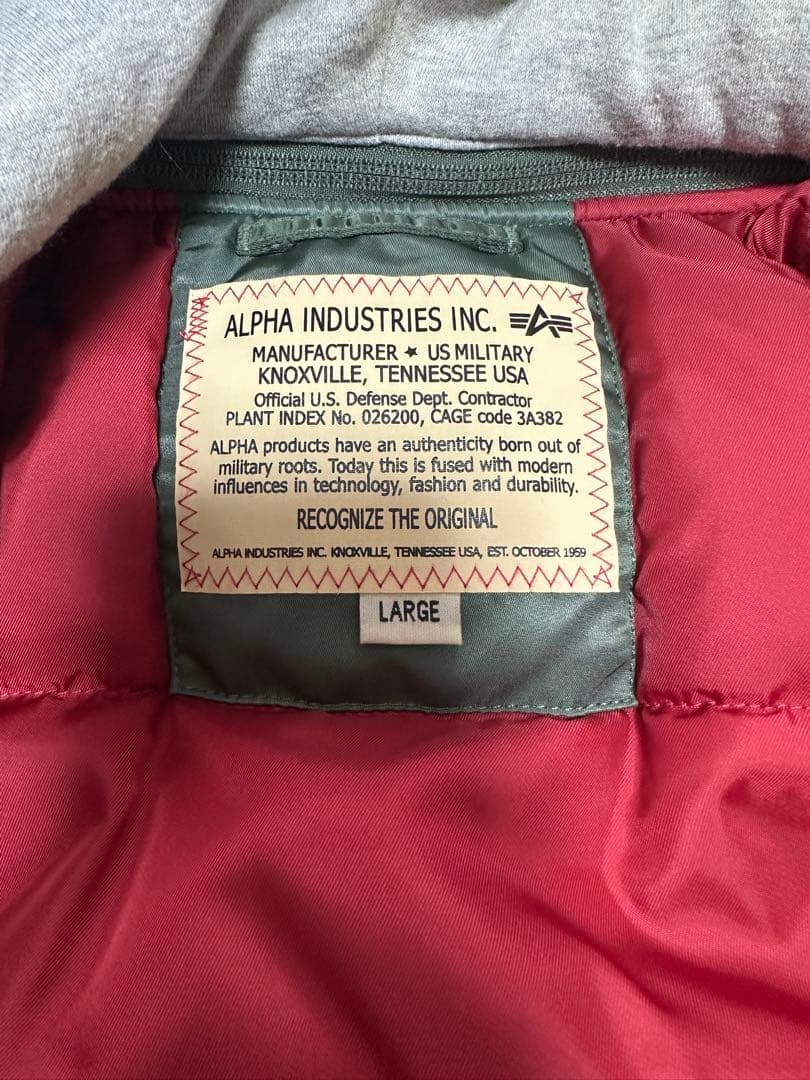 ALPHA INDUSTRIES INC.
MANUFACTURER ★ US MILITARY
KNOXVILLE, TENNESSEE USA
Official U.S. Defense Dept. Contractor
PLANT INDEX No. 026200, CAGE code 3A382
ALPHA products have an authenticity born out of
military roots. Today this is fused with modern
influences in technology, fashion and durability.
RECOGNIZE THE ORIGINAL
ALPHA INDUSTRIES INC. KNOXVILLE, TENNESSEE USA, EST. OCTOBER 1959
LARGE